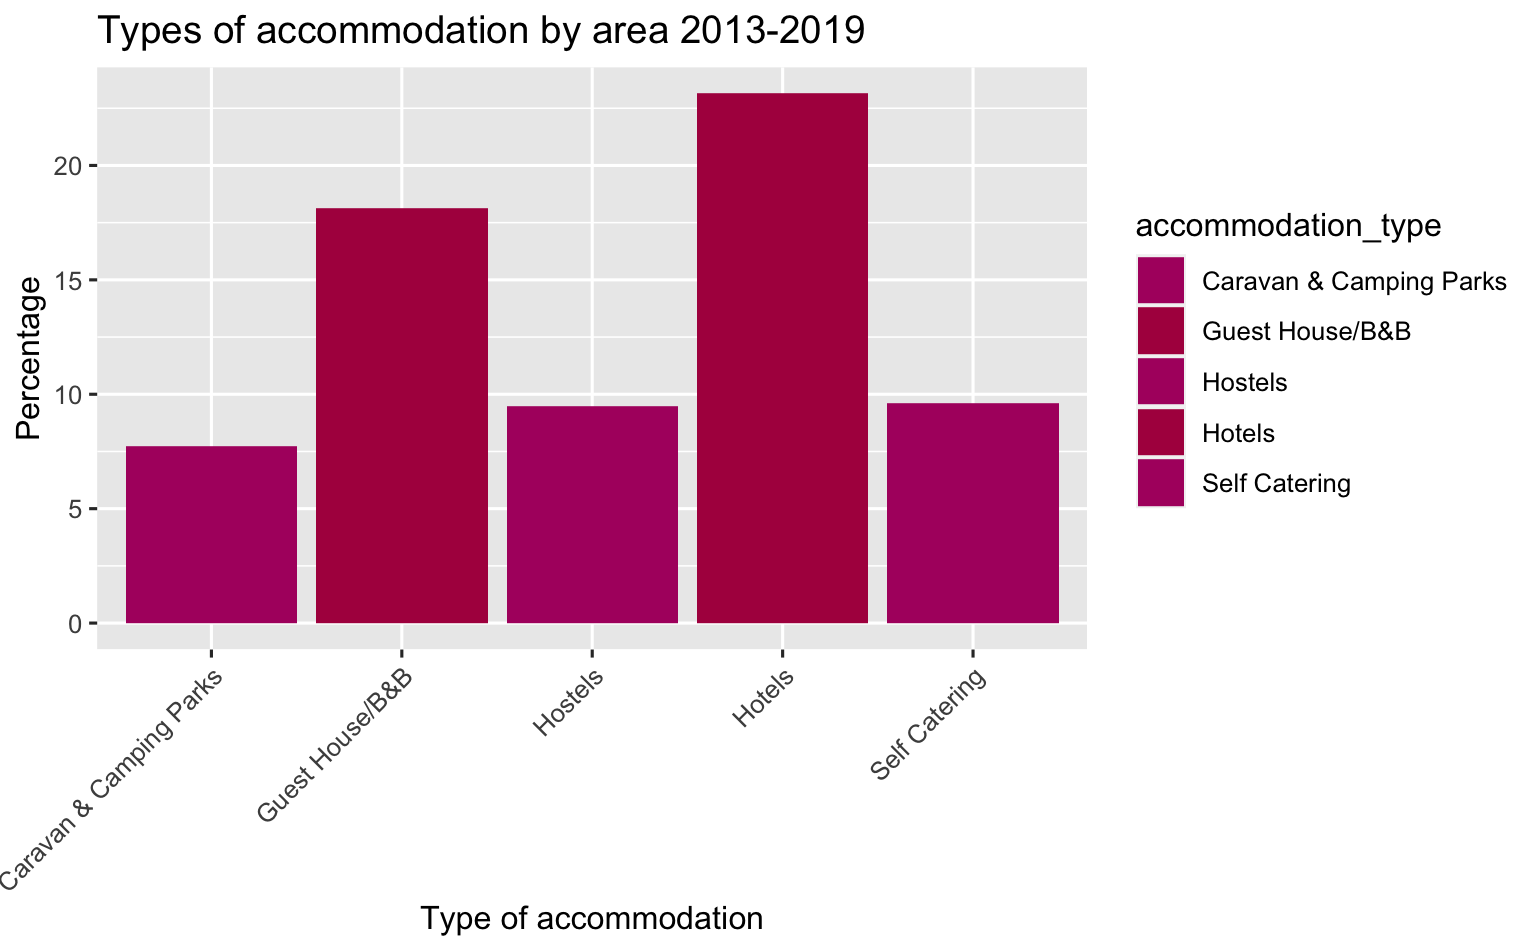 Types of accommodation by area 2013-2019
Percentage
20
15
10
5
0
Caravan & Camping Parks
Guest House/B&B
Hostels
Hotels
Self Catering
Type of accommodation
accommodation_type
Caravan & Camping Parks
Guest House/B&B
Hostels
Hotels
Self Catering